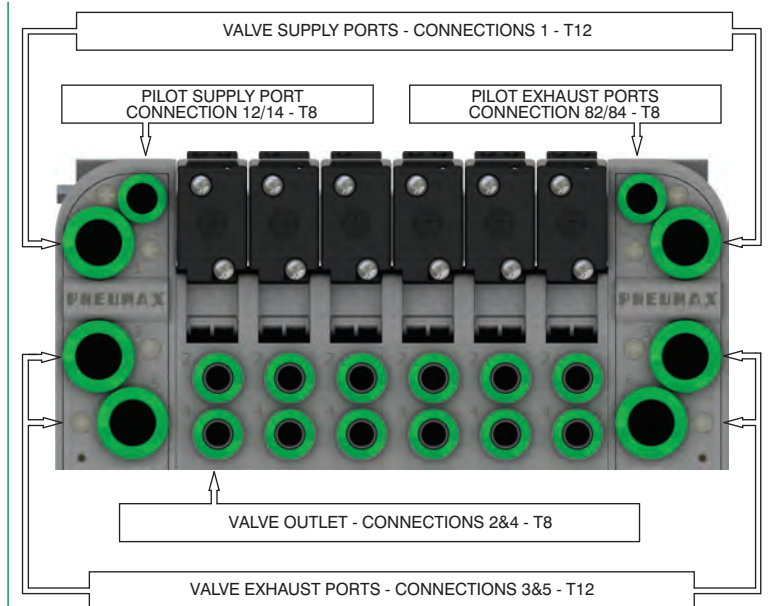 VALVE SUPPLY PORTS - CONNECTIONS 1 - T12
PILOT SUPPLY PORT
CONNECTION 12/14 - T8
PILOT EXHAUST PORTS
CONNECTION 82/84 - T8
PNEUMAX
PNEUMAX
VALVE OUTLET - CONNECTIONS 2&4 - T8
VALVE EXHAUST PORTS - CONNECTIONS 3&5 - T12